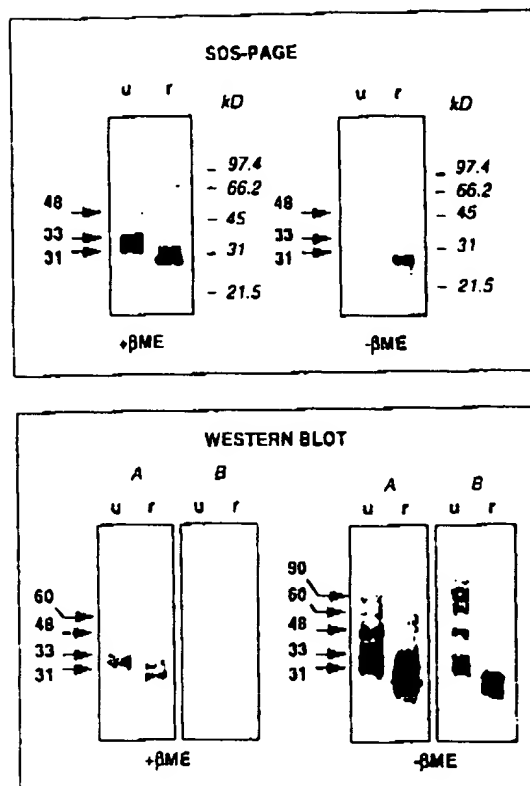 SDS-PAGE
u r kD
97.4
66.2
48
45
33
31
31
21.5
+βME
u r kD
97.4
66.2
48
45
33
31
31
21.5
-βME
WESTERN BLOT
A B
u r u r
60
48
33
31
+βME
A B
u r u r
90
60
48
33
31
-βME